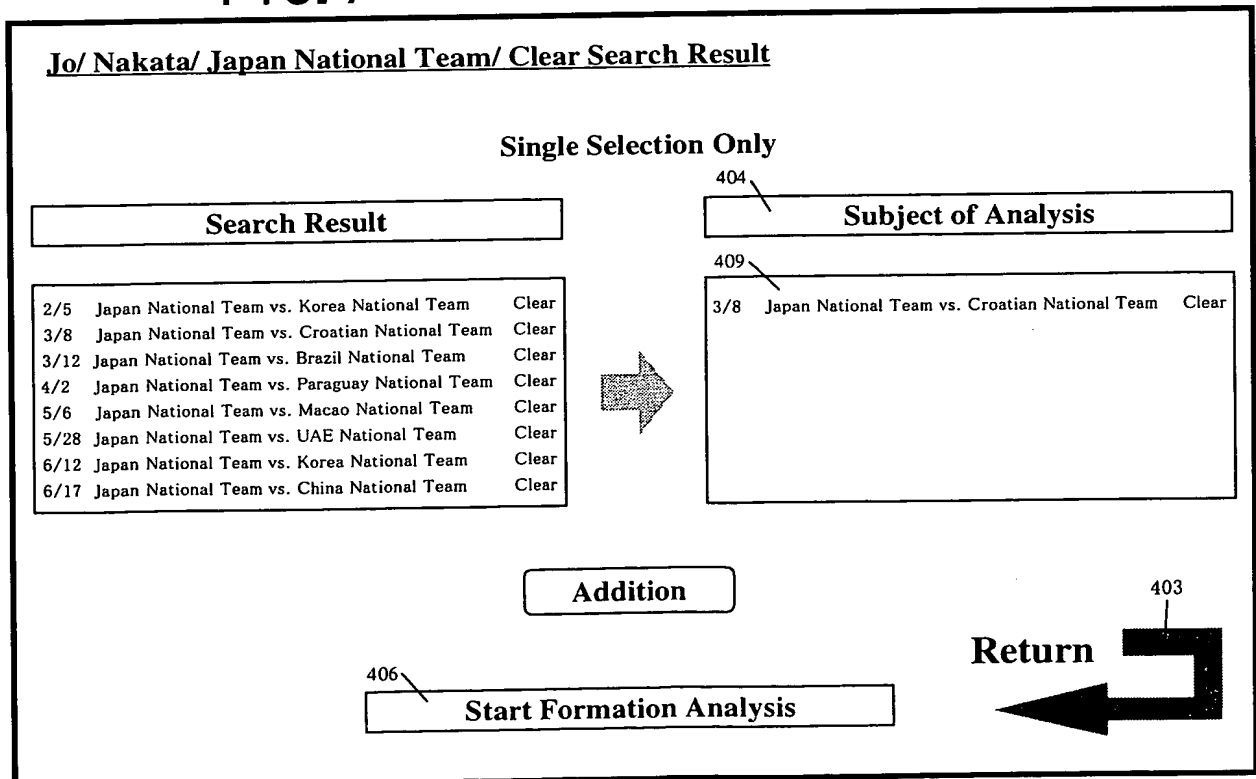 Jo/ Nakata/ Japan National Team/ Clear Search Result
Single Selection Only
404
Search Result
Subject of Analysis
409
2/5 Japan National Team vs. Korea National Team Clear
3/8 Japan National Team vs. Croatian National Team Clear
3/12 Japan National Team vs. Brazil National Team Clear
4/2 Japan National Team vs. Paraguay National Team Clear
5/6 Japan National Team vs. Macao National Team Clear
5/28 Japan National Team vs. UAE National Team Clear
6/12 Japan National Team vs. Korea National Team Clear
6/17 Japan National Team vs. China National Team Clear
3/8 Japan National Team vs. Croatian National Team Clear
Addition
403
Return
406
Start Formation Analysis